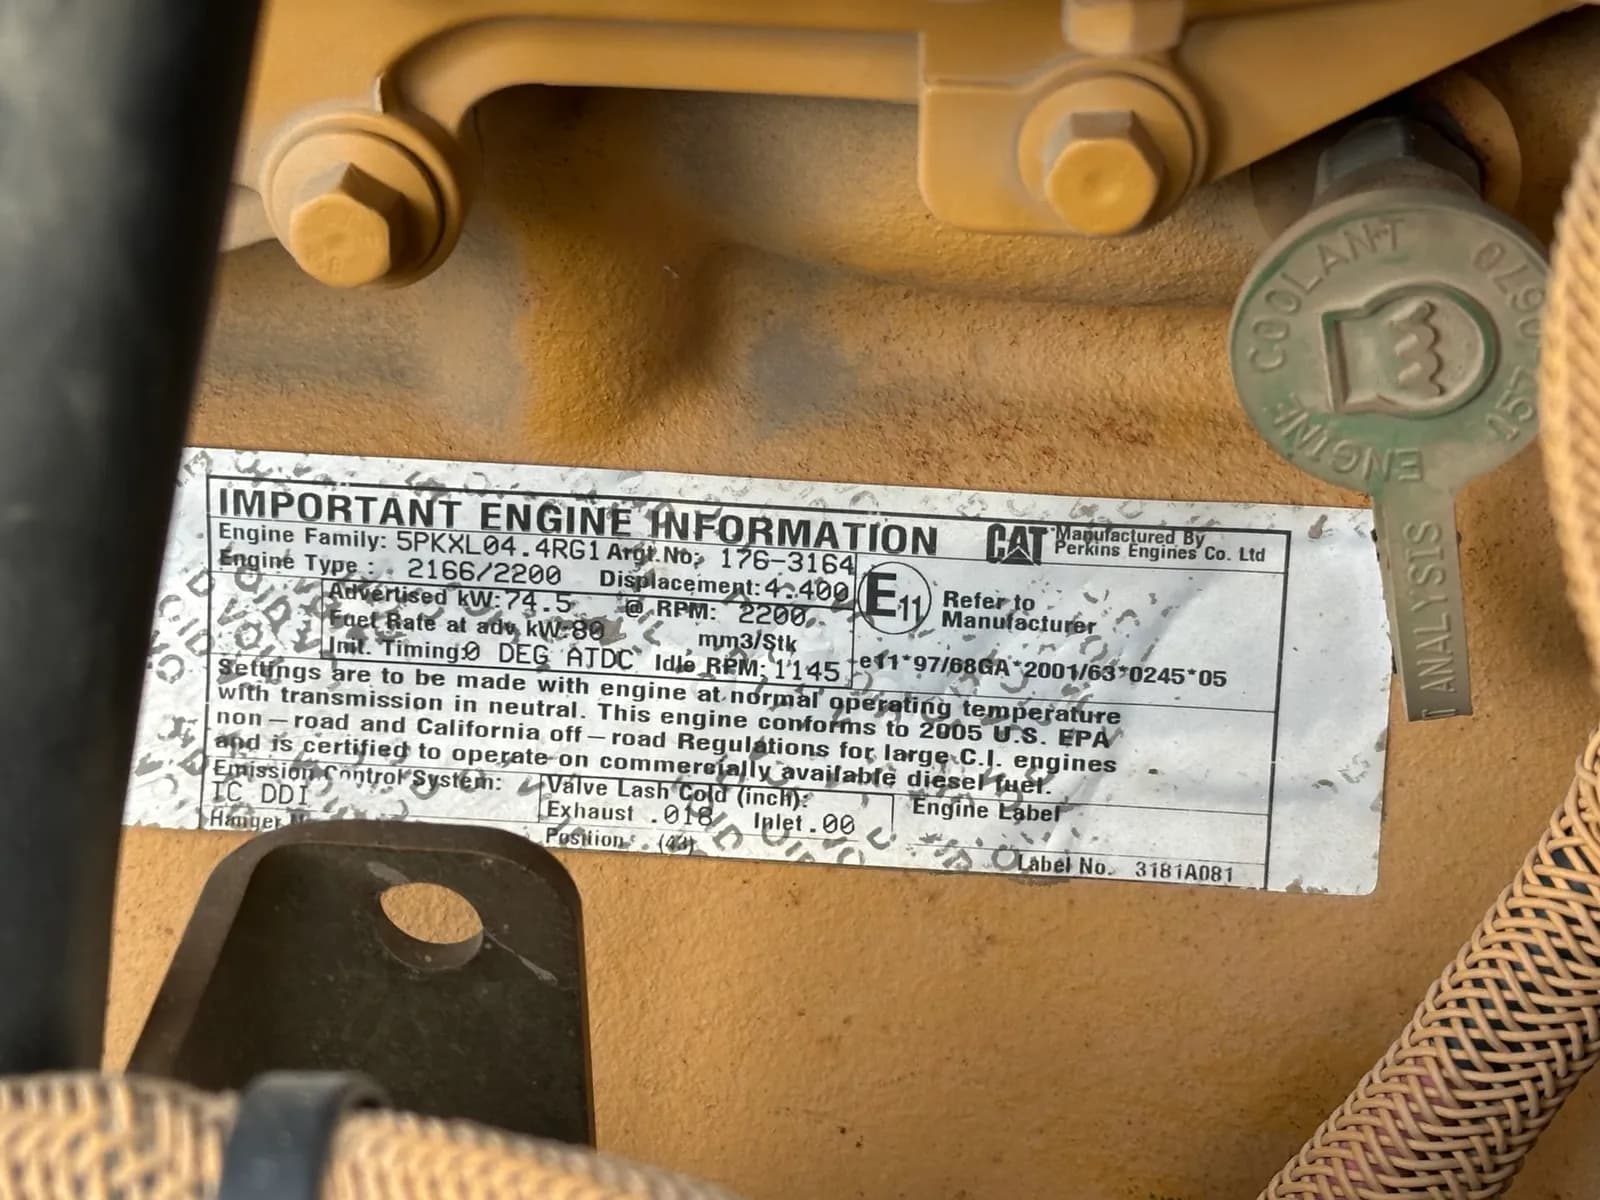 IMPORTANT ENGINE INFORMATION
CAT Manufactured By
Perkins Engines Co. Ltd
Engine Family: 5PKXL04.4RG1 Argt.No: 176-3164
Engine Type : 2166/2200 Displacement: 4.400
Advertised kW: 74.5 @ RPM: 2200
Fuel Rate at adv kW: 80 mm3/Stk
Init. Timing: 0 DEG ATDC Idle RPM: 1145
E11 Refer to
Manufacturer
e11*97/68GA*2001/63*0245*05
Settings are to be made with engine at normal operating temperature
with transmission in neutral. This engine conforms to 2005 U.S. EPA
non-road and California off-road Regulations for large C.I. engines
and is certified to operate on commercially available diesel fuel.
Emission Control System:
IC DDI
Valve Lash Cold (inch):
Exhaust .018 Inlet .00
Engine Label
Hanger
Position: (43)
Label No. 3181A081
ENGINE COOLANT
157-0670
ANALYSIS